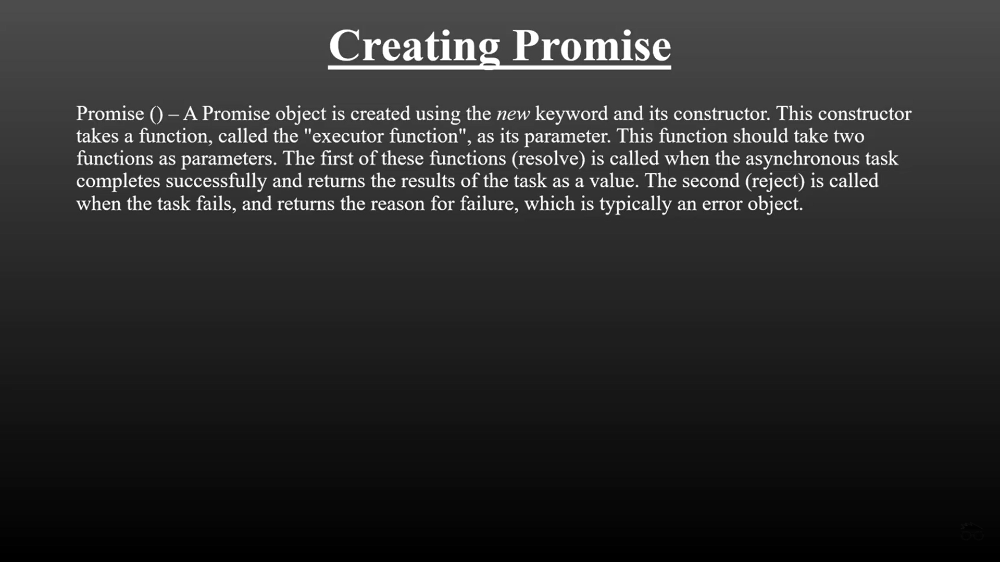 Creating Promise
Promise () – A Promise object is created using the new keyword and its constructor. This constructor
takes a function, called the "executor function", as its parameter. This function should take two
functions as parameters. The first of these functions (resolve) is called when the asynchronous task
completes successfully and returns the results of the task as a value. The second (reject) is called
when the task fails, and returns the reason for failure, which is typically an error object.